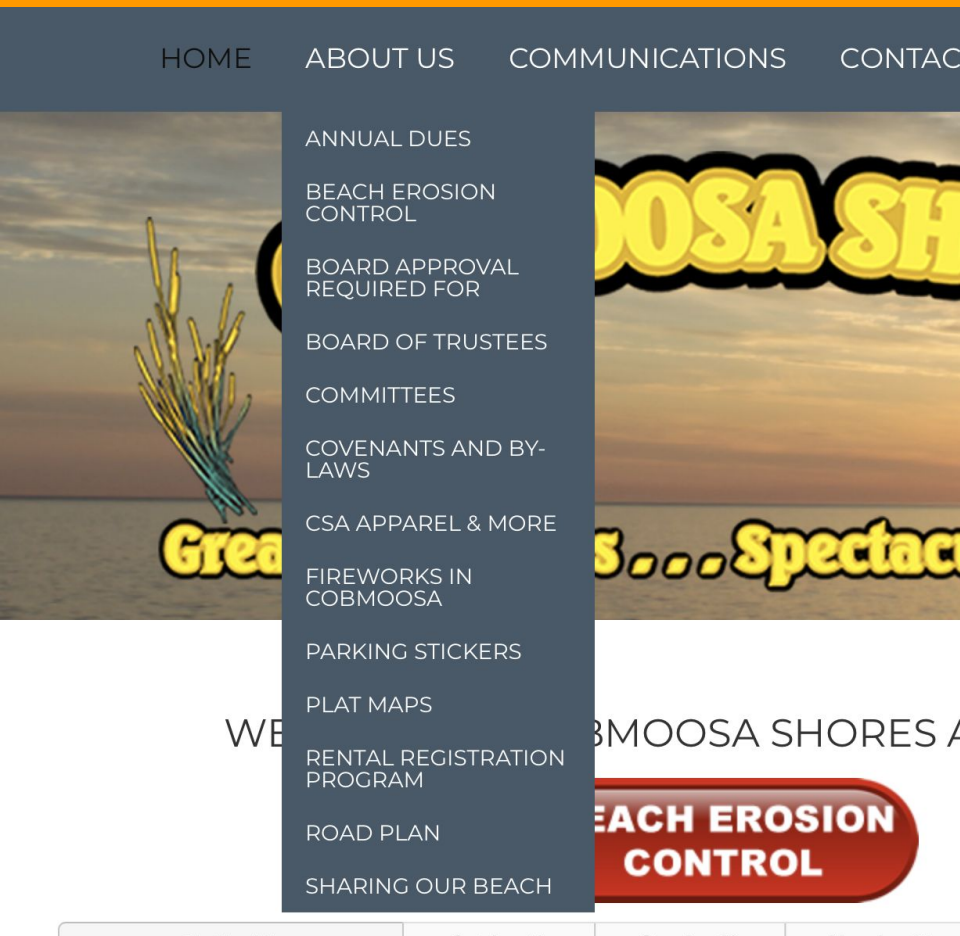 HOME ABOUT US COMMUNICATIONS
ANNUAL DUES
BEACH EROSION
CONTROL
BOARD APPROVAL
REQUIRED FOR
BOARD OF TRUSTEES
COMMITTEES
COVENANTS AND BY-
LAWS
CSA APPAREL & MORE
FIREWORKS IN
COBMOOSA
PARKING STICKERS
PLAT MAPS
RENTAL REGISTRATION
PROGRAM
ROAD PLAN
SHARING OUR BEACH
SHORES
EROSION
CONTROL